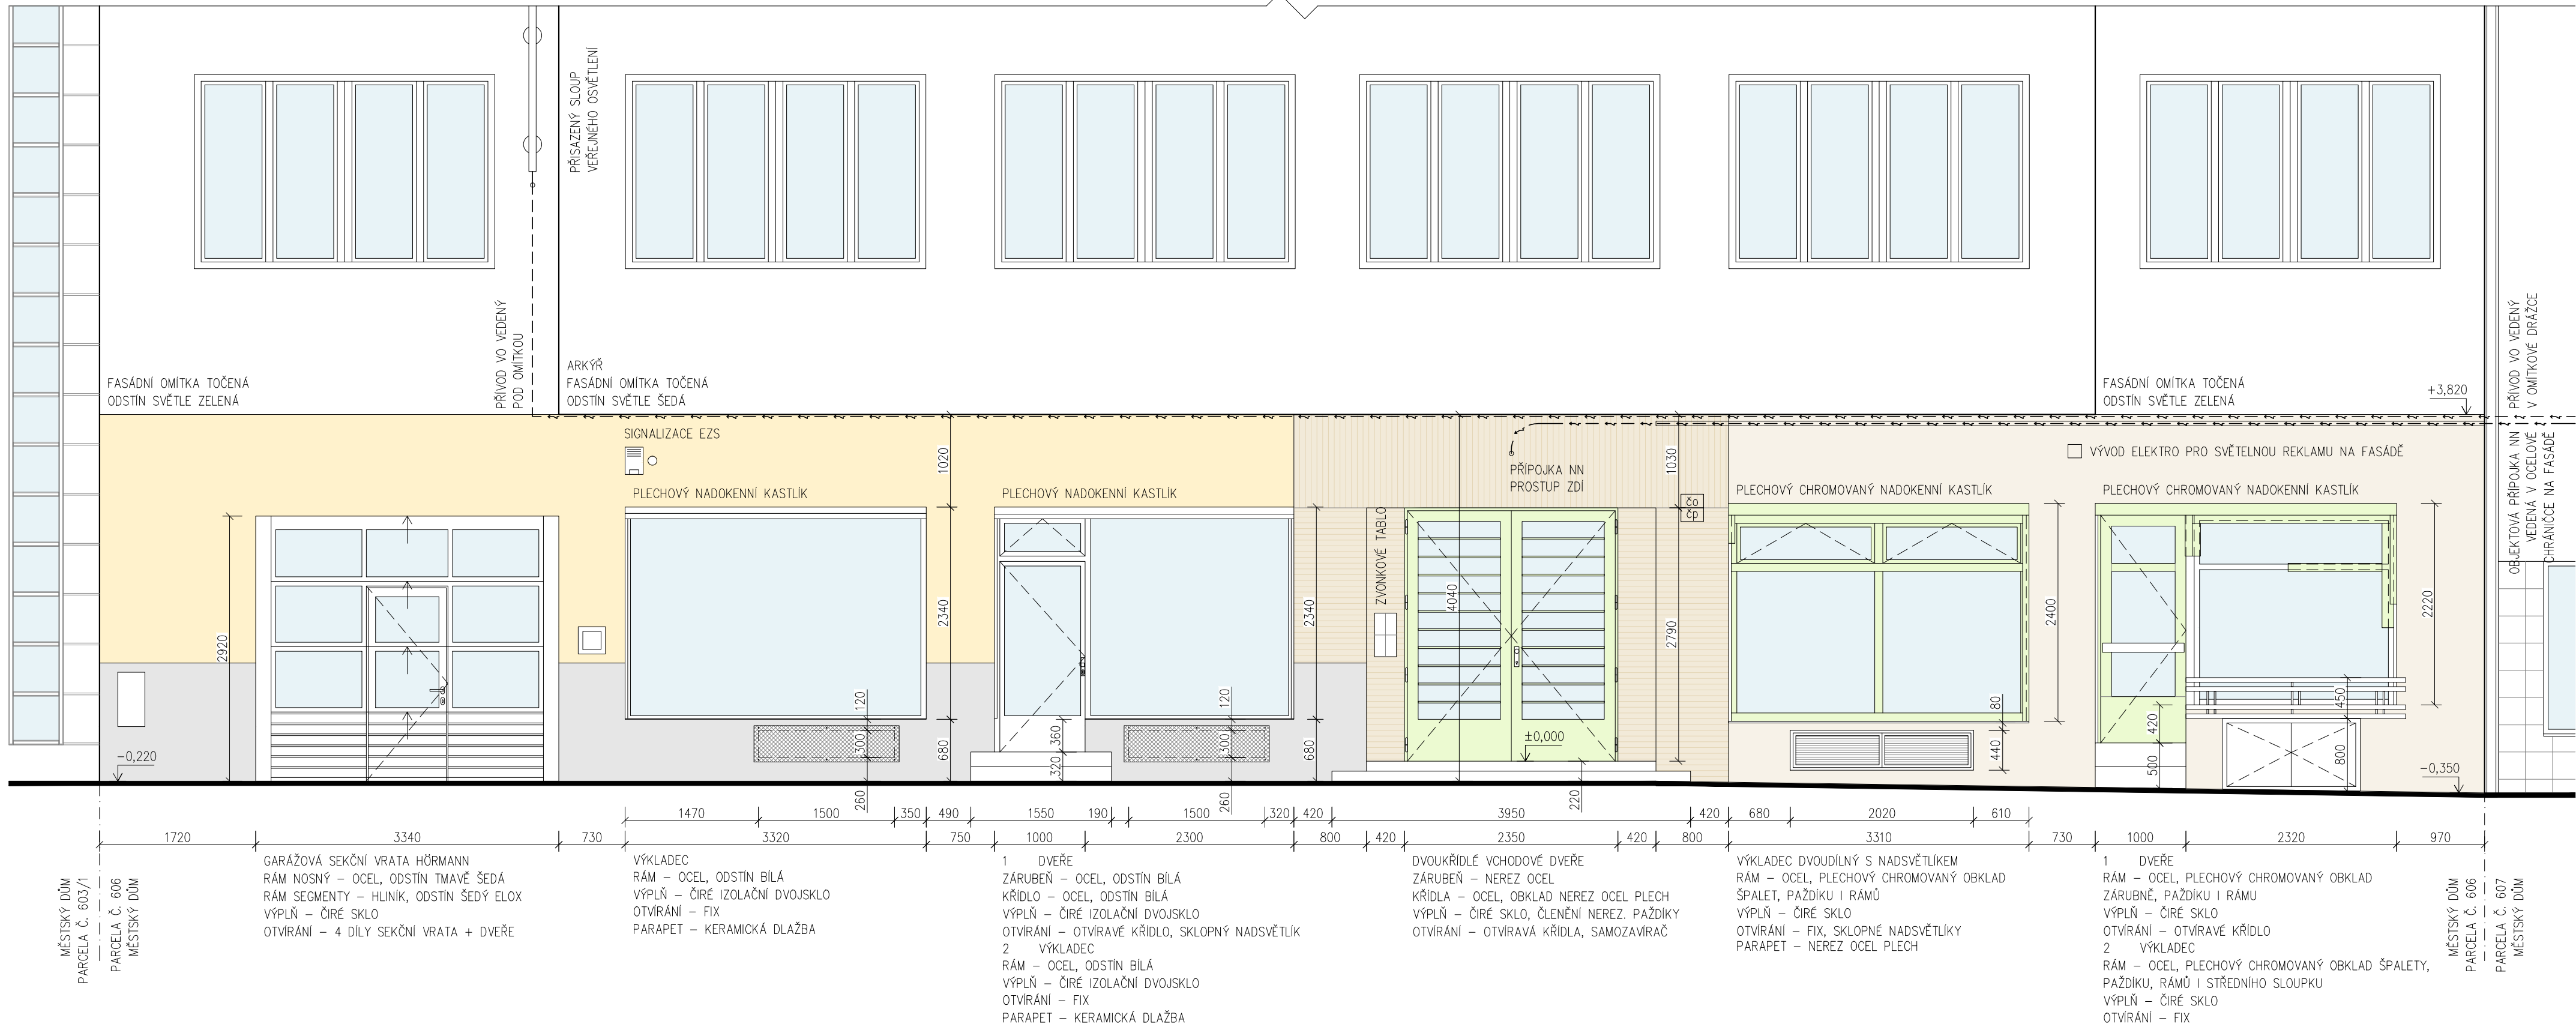 PŘISAZENÝ SLOUP
VEŘEJNÉHO OSVĚTLENÍ
PŘÍVOD VO VEDENÝ
POD OMÍTKOU
FASÁDNÍ OMÍTKA TOČENÁ
ODSTÍN SVĚTLE ZELENÁ
ARKÝŘ
FASÁDNÍ OMÍTKA TOČENÁ
ODSTÍN SVĚTLE ŠEDÁ
FASÁDNÍ OMÍTKA TOČENÁ
ODSTÍN SVĚTLE ZELENÁ
+3,820
PŘÍVOD VO VEDENÝ
V OMÍTKOVÉ DRÁŽCE
OBJEKTOVÁ PŘÍPOJKA NN
VEDENÁ V OCELOVÉ
CHRÁNIČCE NA FASÁDĚ
SIGNALIZACE EZS
PLECHOVÝ NADOKENNÍ KASTLÍK
PLECHOVÝ NADOKENNÍ KASTLÍK
PŘÍPOJKA NN
PROSTUP ZDÍ
VÝVOD ELEKTRO PRO SVĚTELNOU REKLAMU NA FASÁDĚ
PLECHOVÝ CHROMOVANÝ NADOKENNÍ KASTLÍK
PLECHOVÝ CHROMOVANÝ NADOKENNÍ KASTLÍK
čo
čp
ZVONKOVÉ TABLO
1020
1030
2920
2340
2340
4040
2790
2400
2220
120
300
260
680
360
320
120
300
260
680
±0,000
220
80
440
420
500
450
800
-0,220
-0,350
1470 1500 350 490 1550 190 1500 320 420 3950 420 680 2020 610
1720 3340 730 3320 750 1000 2300 800 420 2350 420 800 3310 730 1000 2320 970
MĚSTSKÝ DŮM
PARCELA Č. 603/1
PARCELA Č. 606
MĚSTSKÝ DŮM
GARÁŽOVÁ SEKČNÍ VRATA HÖRMANN
RÁM NOSNÝ – OCEL, ODSTÍN TMAVĚ ŠEDÁ
RÁM SEGMENTY – HLINÍK, ODSTÍN ŠEDÝ ELOX
VÝPLŇ – ČIRÉ SKLO
OTVÍRÁNÍ – 4 DÍLY SEKČNÍ VRATA + DVEŘE
VÝKLADEC
RÁM – OCEL, ODSTÍN BÍLÁ
VÝPLŇ – ČIRÉ IZOLAČNÍ DVOJSKLO
OTVÍRÁNÍ – FIX
PARAPET – KERAMICKÁ DLAŽBA
1 DVEŘE
ZÁRUBEŇ – OCEL, ODSTÍN BÍLÁ
KŘÍDLO – OCEL, ODSTÍN BÍLÁ
VÝPLŇ – ČIRÉ IZOLAČNÍ DVOJSKLO
OTVÍRÁNÍ – OTVÍRAVÉ KŘÍDLO, SKLOPNÝ NADSVĚTLÍK
2 VÝKLADEC
RÁM – OCEL, ODSTÍN BÍLÁ
VÝPLŇ – ČIRÉ IZOLAČNÍ DVOJSKLO
OTVÍRÁNÍ – FIX
PARAPET – KERAMICKÁ DLAŽBA
DVOUKŘÍDLÉ VCHODOVÉ DVEŘE
ZÁRUBEŇ – NEREZ OCEL
KŘÍDLA – OCEL, OBKLAD NEREZ OCEL PLECH
VÝPLŇ – ČIRÉ SKLO, ČLENĚNÍ NEREZ. PAŽDÍKY
OTVÍRÁNÍ – OTVÍRAVÁ KŘÍDLA, SAMOZAVÍRAČ
VÝKLADEC DVOUDÍLNÝ S NADSVĚTLÍKEM
RÁM – OCEL, PLECHOVÝ CHROMOVANÝ OBKLAD
ŠPALET, PAŽDÍKU I RÁMŮ
VÝPLŇ – ČIRÉ SKLO
OTVÍRÁNÍ – FIX, SKLOPNÉ NADSVĚTLÍKY
PARAPET – NEREZ OCEL PLECH
1 DVEŘE
RÁM – OCEL, PLECHOVÝ CHROMOVANÝ OBKLAD
ZÁRUBNĚ, PAŽDÍKU I RÁMU
VÝPLŇ – ČIRÉ SKLO
OTVÍRÁNÍ – OTVÍRAVÉ KŘÍDLO
2 VÝKLADEC
RÁM – OCEL, PLECHOVÝ CHROMOVANÝ OBKLAD ŠPALETY,
PAŽDÍKU, RÁMŮ I STŘEDNÍHO SLOUPKU
VÝPLŇ – ČIRÉ SKLO
OTVÍRÁNÍ – FIX
MĚSTSKÝ DŮM
PARCELA Č. 606
PARCELA Č. 607
MĚSTSKÝ DŮM